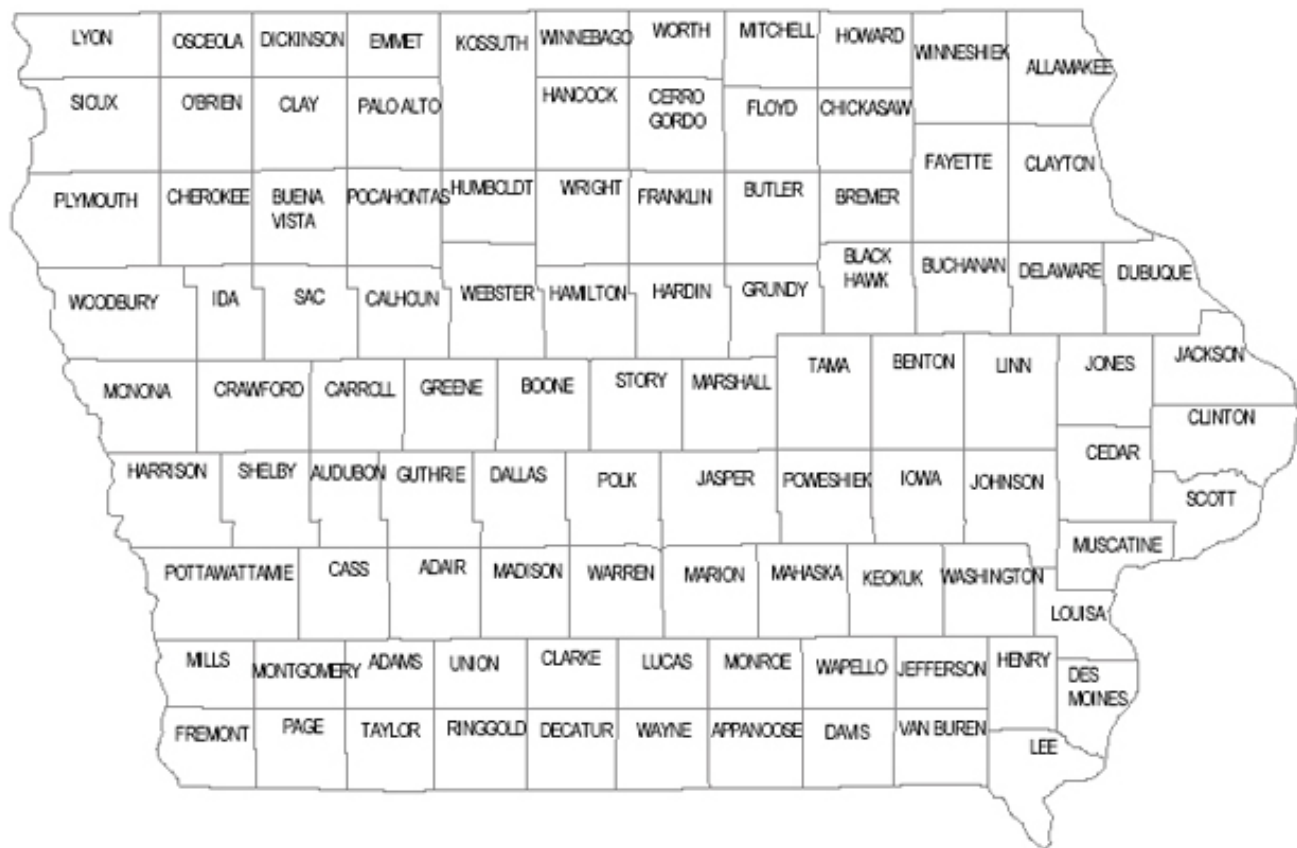 LYON
OSCEOLA
DICKINSON
EMMET
KOSSUTH
WINNEBAGO
WORTH
MITCHELL
HOWARD
WINNESHIEK
ALLAMAKEE
SIOUX
O'BRIEN
CLAY
PALO ALTO
HANCOCK
CERRO
GORDO
FLOYD
CHICKASAW
FAYETTE
CLAYTON
PLYMOUTH
CHEROKEE
BUENA
VISTA
POCAHONTAS
HUMBOLDT
WRIGHT
FRANKLIN
BUTLER
BREMER
BLACK
HAWK
BUCHANAN
DELAWARE
DUBUQUE
WOODBURY
IDA
SAC
CALHOUN
WEBSTER
HAMILTON
HARDIN
GRUNDY
TAMA
BENTON
LINN
JONES
JACKSON
MONONA
CRAWFORD
CARROLL
GREENE
BOONE
STORY
MARSHALL
CLINTON
CEDAR
HARRISON
SHELBY
AUDUBON
GUTHRIE
DALLAS
POLK
JASPER
POWESHIEK
IOWA
JOHNSON
SCOTT
MUSCATINE
POTTAWATTAMIE
CASS
ADAIR
MADISON
WARREN
MARION
MAHASKA
KEOKUK
WASHINGTON
LOUISA
MILLS
MONTGOMERY
ADAMS
UNION
CLARKE
LUCAS
MONROE
WAPELLO
JEFFERSON
HENRY
DES
MOINES
FREMONT
PAGE
TAYLOR
RINGGOLD
DECATUR
WAYNE
APPANOOSE
DAVIS
VAN BUREN
LEE